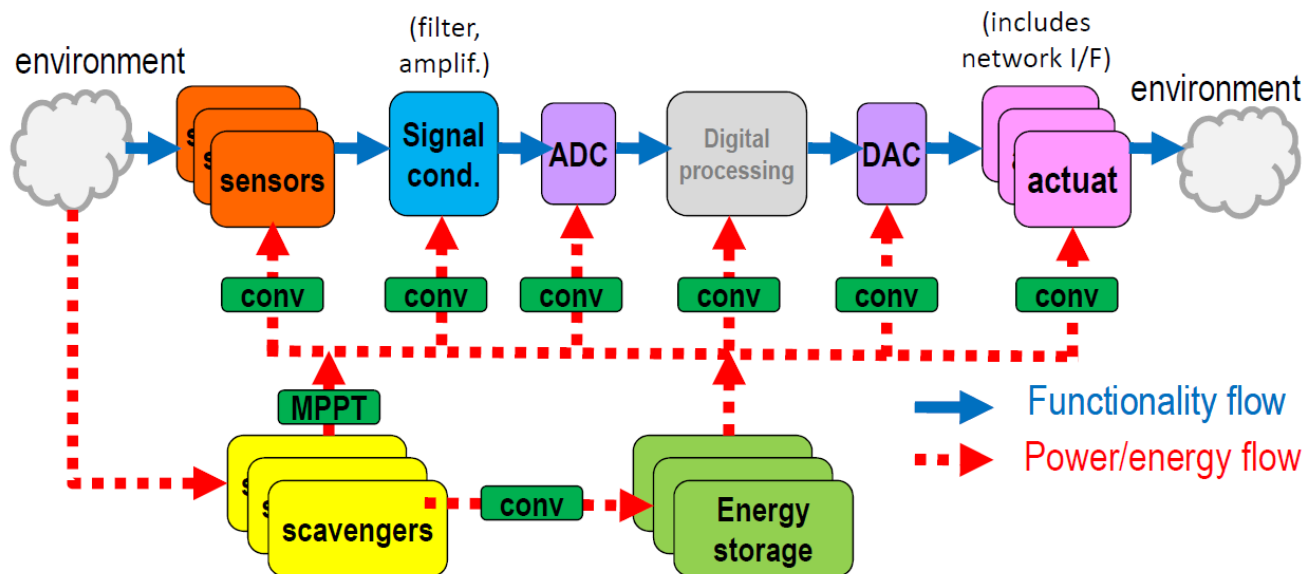 (filter,
amplif.)
(includes
network I/F)
environment
environment
s
s
sensors
Signal
cond.
ADC
Digital
processing
DAC
a
a
actuat
conv
conv
conv
conv
conv
conv
MPPT
Functionality flow
Power/energy flow
s
s
scavengers
conv
Energy
storage